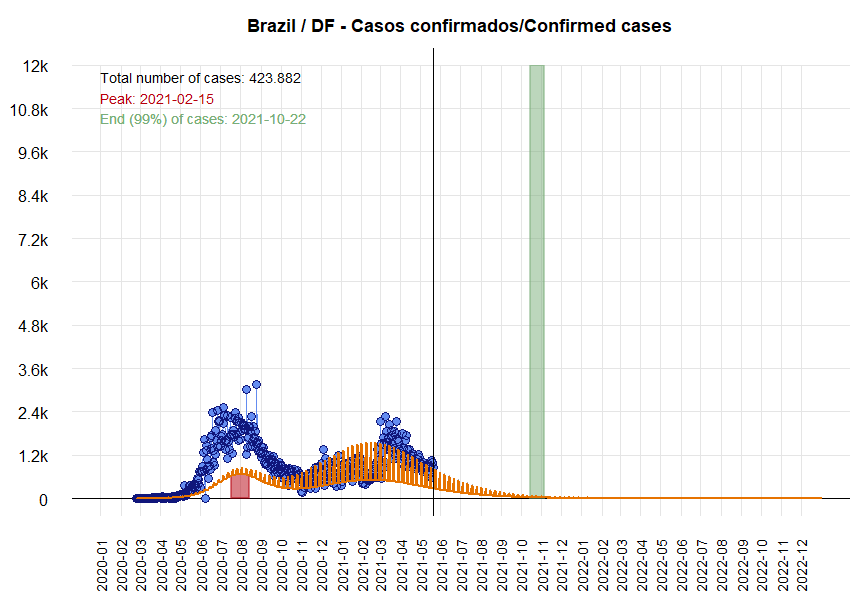 Brazil / DF - Casos confirmados/Confirmed cases
Total number of cases: 423.882
Peak: 2021-02-15
End (99%) of cases: 2021-10-22
12k
10.8k
9.6k
8.4k
7.2k
6k
4.8k
3.6k
2.4k
1.2k
0
2020-01
2020-02
2020-03
2020-04
2020-05
2020-06
2020-07
2020-08
2020-09
2020-10
2020-11
2020-12
2021-01
2021-02
2021-03
2021-04
2021-05
2021-06
2021-07
2021-08
2021-09
2021-10
2021-11
2021-12
2022-01
2022-02
2022-03
2022-04
2022-05
2022-06
2022-07
2022-08
2022-09
2022-10
2022-11
2022-12